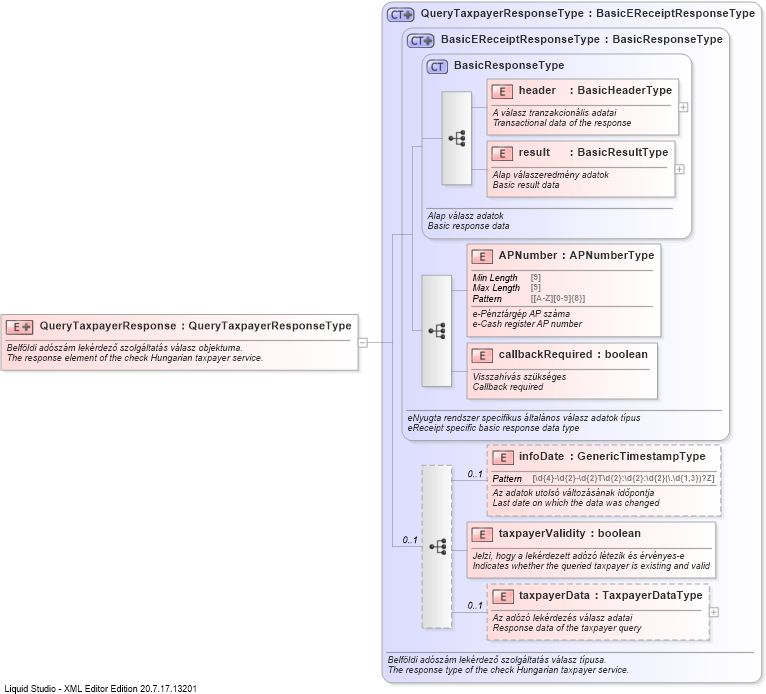 CT QueryTaxpayerResponseType : BasicEReceiptResponseType
CT BasicEReceiptResponseType : BasicResponseType
CT BasicResponseType
E header : BasicHeaderType
A válasz tranzakcionális adatai
Transactional data of the response
E result : BasicResultType
Alap válaszeredmény adatok
Basic result data
Alap válasz adatok
Basic response data
E APNumber : APNumberType
Min Length [9]
Max Length [9]
Pattern [[A-Z][0-9]{8}]
e-Pénztárgép AP száma
e-Cash register AP number
E callbackRequired : boolean
Visszahívás szükséges
Callback required
eNyugta rendszer specifikus általános válasz adatok típus
eReceipt specific basic response data type
E QueryTaxpayerResponse : QueryTaxpayerResponseType
Belföldi adószám lekérdező szolgáltatás válasz objektuma.
The response element of the check Hungarian taxpayer service.
0..1
0..1
E infoDate : GenericTimestampType
Pattern [\d{4}-\d{2}-\d{2}T\d{2}:\d{2}:\d{2}(\.\d{1,3})?Z]
Az adatok utolsó változásának időpontja
Last date on which the data was changed
E taxpayerValidity : boolean
Jelzi, hogy a lekérdezett adózó létezik és érvényes-e
Indicates whether the queried taxpayer is existing and valid
0..1
E taxpayerData : TaxpayerDataType
Az adózó lekérdezés válasz adatai
Response data of the taxpayer query
Belföldi adószám lekérdező szolgáltatás válasz típusa.
The response type of the check Hungarian taxpayer service.
Liquid Studio - XML Editor Edition 20.7.17.13201